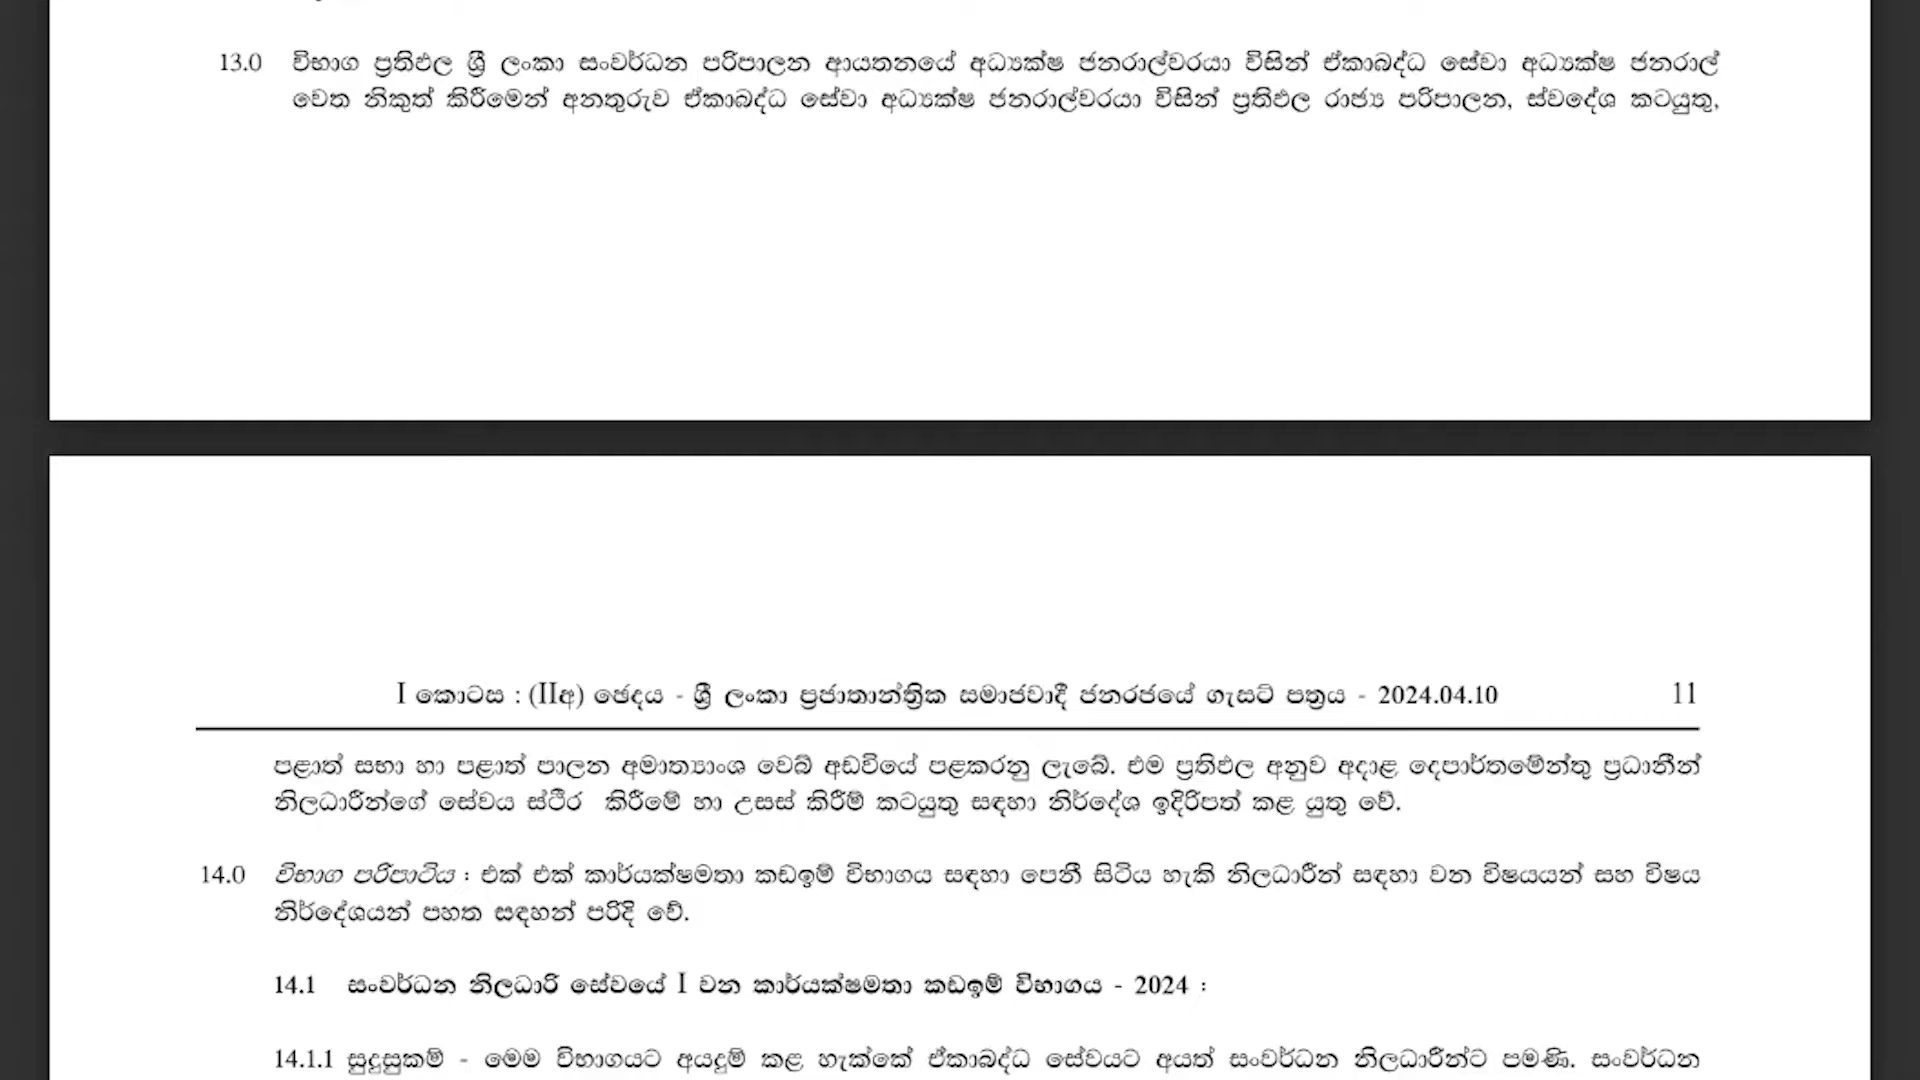 13.0 විභාග ප්‍රතිඵල ශ්‍රී ලංකා සංවර්ධන පරිපාලන ආයතනයේ අධ්‍යක්ෂ ජනරාල්වරයා විසින් ඒකාබද්ධ සේවා අධ්‍යක්ෂ ජනරාල්
වෙත නිකුත් කිරීමෙන් අනතුරුව ඒකාබද්ධ සේවා අධ්‍යක්ෂ ජනරාල්වරයා විසින් ප්‍රතිඵල රාජ්‍ය පරිපාලන, ස්වදේශ කටයුතු,
I කොටස : (IIඅ) ඡෙදය - ශ්‍රී ලංකා ප්‍රජාතාන්ත්‍රික සමාජවාදී ජනරජයේ ගැසට් පත්‍රය - 2024.04.10 11
පළාත් සභා හා පළාත් පාලන අමාත්‍යාංශ වෙබ් අඩවියේ පළකරනු ලැබේ. එම ප්‍රතිඵල අනුව අදාළ දෙපාර්තමේන්තු ප්‍රධානීන්
නිලධාරීන්ගේ සේවය ස්ථිර කිරීමේ හා උසස් කිරීම් කටයුතු සඳහා නිර්දේශ ඉදිරිපත් කළ යුතු වේ.
14.0 විභාග පරිපාටිය : එක් එක් කාර්යක්ෂමතා කඩඉම් විභාගය සඳහා පෙනී සිටිය හැකි නිලධාරීන් සඳහා වන විෂයයන් සහ විෂය
නිර්දේශයන් පහත සඳහන් පරිදි වේ.
14.1 සංවර්ධන නිලධාරී සේවයේ I වන කාර්යක්ෂමතා කඩඉම් විභාගය - 2024 :
14.1.1 සුදුසුකම් - මෙම විභාගයට අයදුම් කළ හැක්කේ ඒකාබද්ධ සේවයට අයත් සංවර්ධන නිලධාරීන්ට පමණි. සංවර්ධන